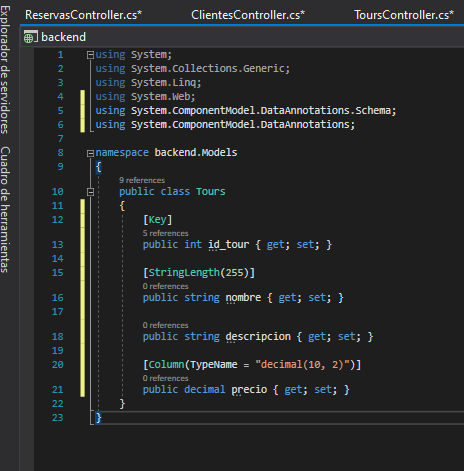 ReservasController.cs*
ClientesController.cs*
ToursController.cs*
Explorador de servidores
Cuadro de herramientas
backend
1 using System;
2 using System.Collections.Generic;
3 using System.Linq;
4 using System.Web;
5 using System.ComponentModel.DataAnnotations.Schema;
6 using System.ComponentModel.DataAnnotations;
7
8 namespace backend.Models
9 {
9 references
10 public class Tours
11 {
12 [Key]
5 references
13 public int id_tour { get; set; }
14
15 [StringLength(255)]
0 references
16 public string nombre { get; set; }
17
0 references
18 public string descripcion { get; set; }
19
20 [Column(TypeName = "decimal(10, 2)")]
0 references
21 public decimal precio { get; set; }
22 }
23 }